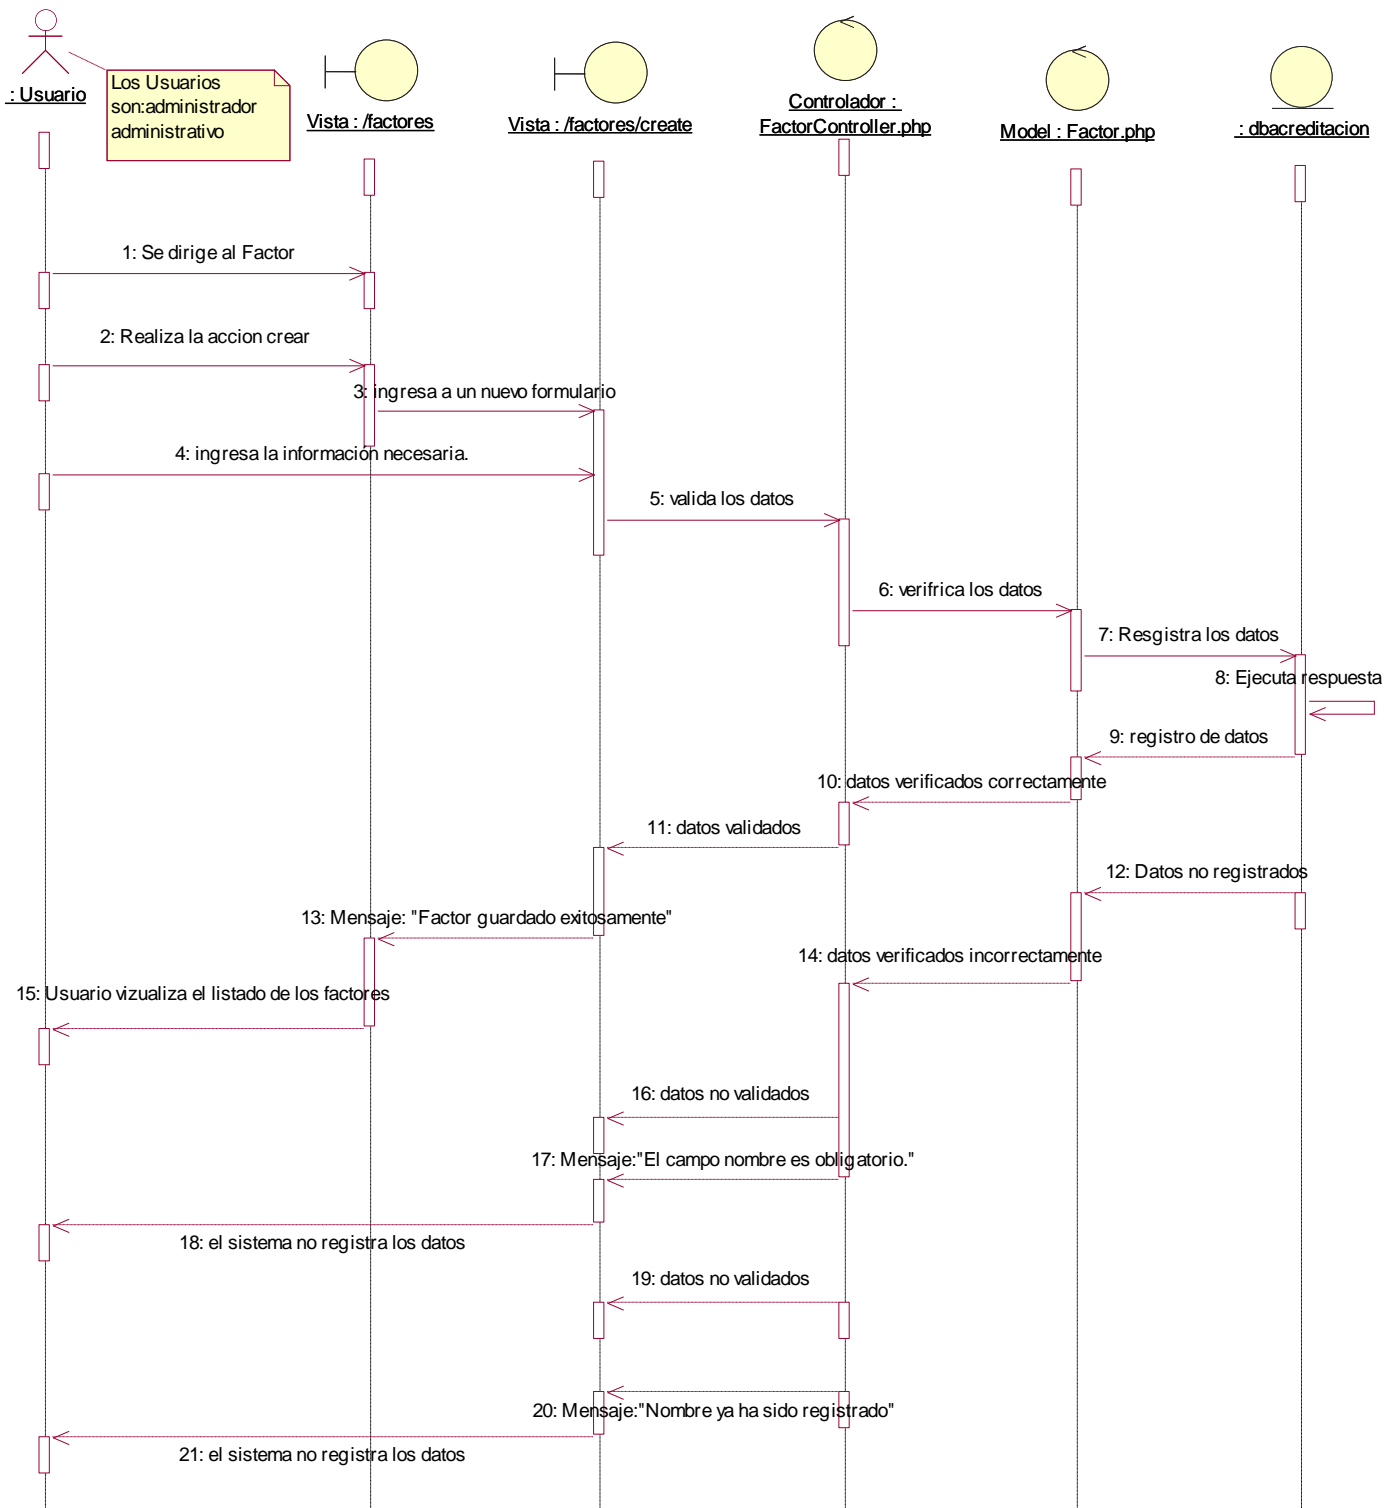 : Usuario
Los Usuarios
son:administrador
administrativo
Vista : /factores
Vista : /factores/create
Controlador :
FactorController.php
Model : Factor.php
: dbacreditacion
1: Se dirige al Factor
2: Realiza la accion crear
3: ingresa a un nuevo formulario
4: ingresa la información necesaria.
5: valida los datos
6: verifrica los datos
7: Resgistra los datos
8: Ejecuta respuesta
9: registro de datos
10: datos verificados correctamente
11: datos validados
12: Datos no registrados
13: Mensaje: "Factor guardado exitosamente"
14: datos verificados incorrectamente
15: Usuario vizualiza el listado de los factores
16: datos no validados
17: Mensaje:"El campo nombre es obligatorio."
18: el sistema no registra los datos
19: datos no validados
20: Mensaje:"Nombre ya ha sido registrado"
21: el sistema no registra los datos